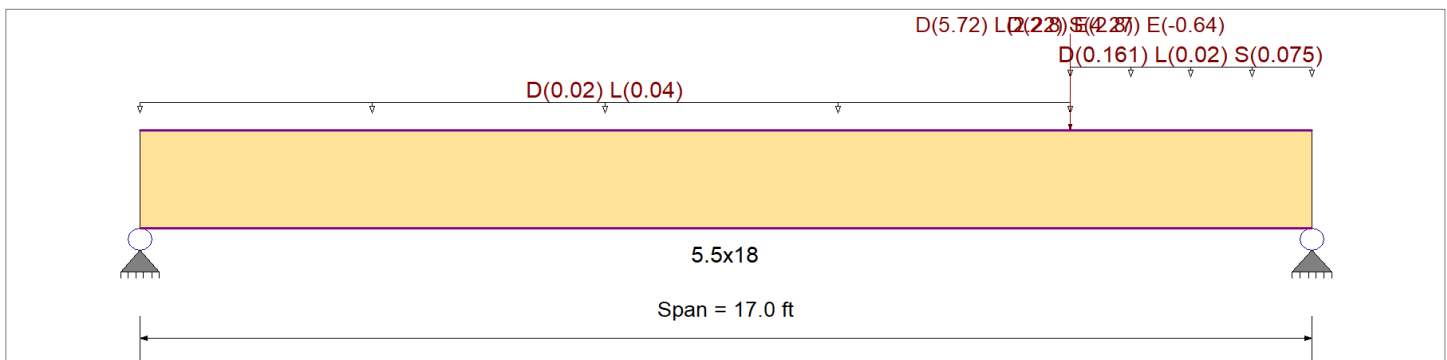 D(5.72) E(-0.64)
D(0.161) L(0.02) S(0.075)
D(0.02) L(0.04)
5.5x18
Span = 17.0 ft